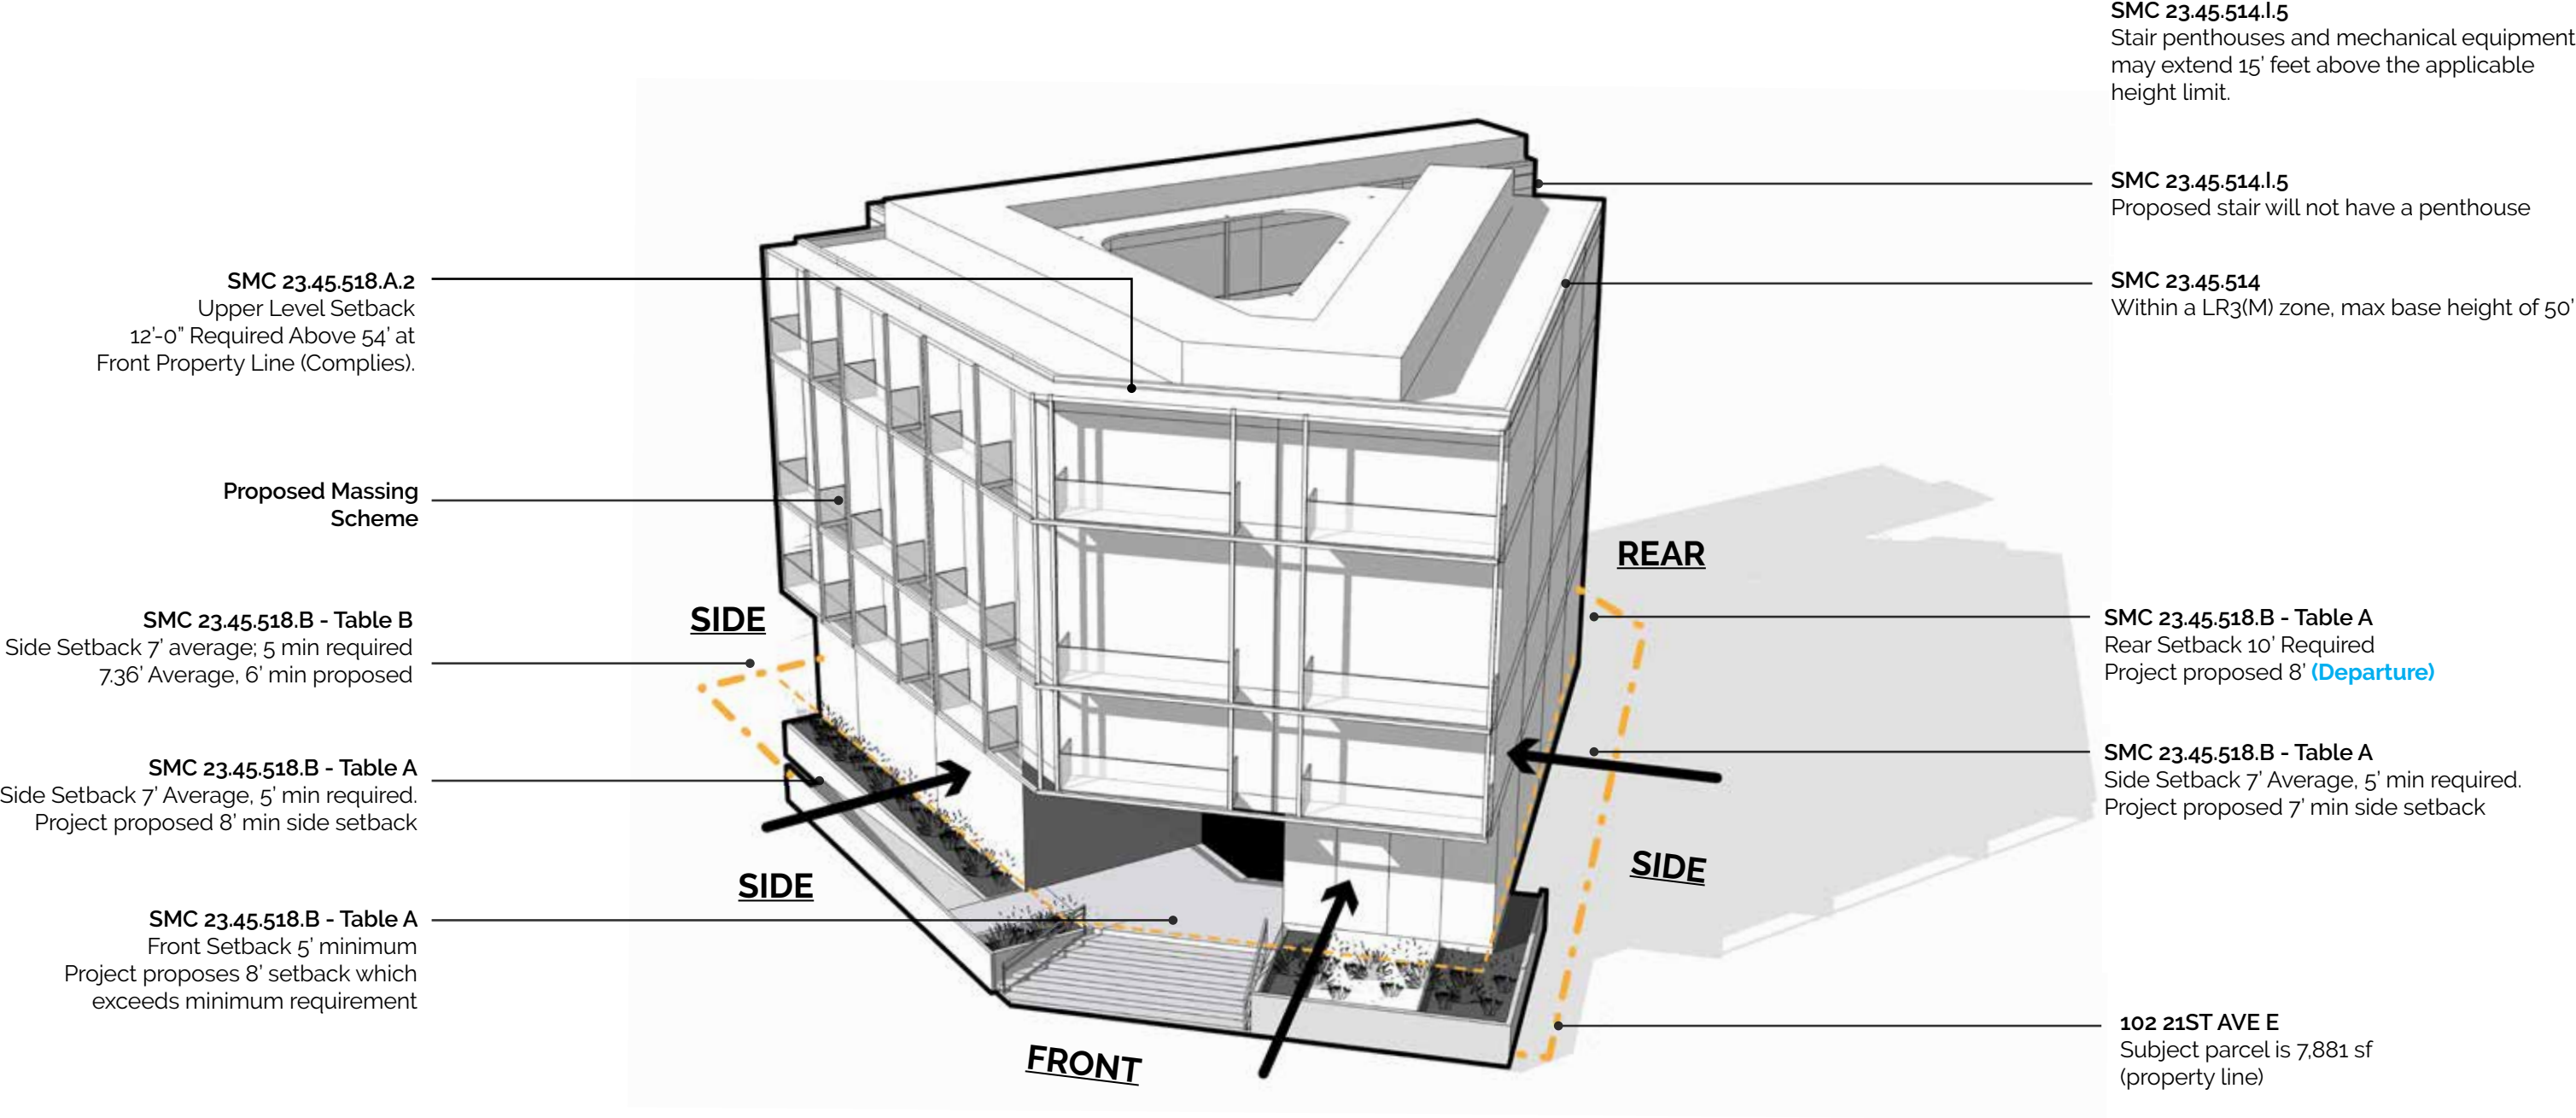 SMC 23.45.518.A.2
Upper Level Setback
12'-0" Required Above 54' at
Front Property Line (Complies).
Proposed Massing
Scheme
SMC 23.45.518.B - Table B
Side Setback 7' average; 5 min required
7.36' Average, 6' min proposed
SMC 23.45.518.B - Table A
Side Setback 7' Average, 5' min required.
Project proposed 8' min side setback
SMC 23.45.518.B - Table A
Front Setback 5' minimum
Project proposes 8' setback which
exceeds minimum requirement
SIDE
SIDE
FRONT
REAR
SIDE
SMC 23.45.514.I.5
Stair penthouses and mechanical equipment
may extend 15' feet above the applicable
height limit.
SMC 23.45.514.I.5
Proposed stair will not have a penthouse
SMC 23.45.514
Within a LR3(M) zone, max base height of 50'
SMC 23.45.518.B - Table A
Rear Setback 10' Required
Project proposed 8' (Departure)
SMC 23.45.518.B - Table A
Side Setback 7' Average, 5' min required.
Project proposed 7' min side setback
102 21ST AVE E
Subject parcel is 7,881 sf
(property line)